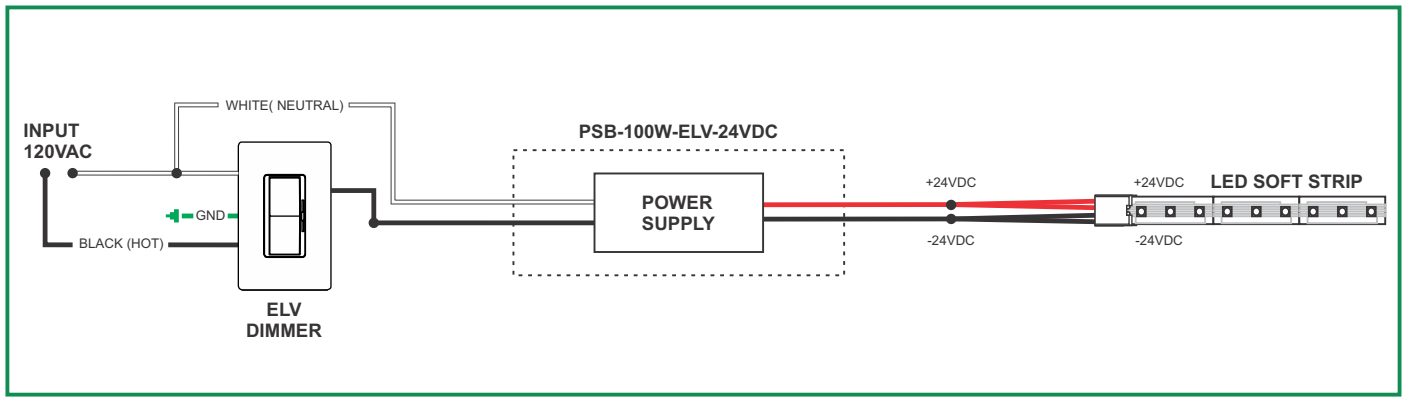 WHITE( NEUTRAL)
INPUT
120VAC
PSB-100W-ELV-24VDC
GND
BLACK (HOT)
ELV
DIMMER
POWER
SUPPLY
+24VDC
-24VDC
+24VDC
-24VDC
LED SOFT STRIP